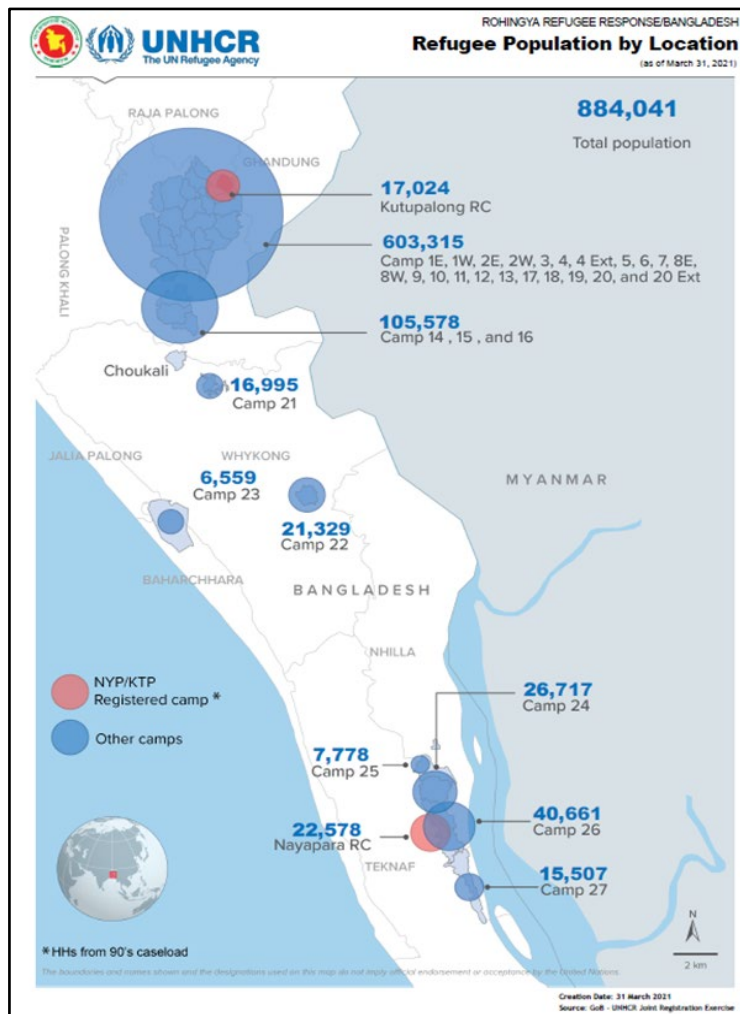 ROHINGYA REFUGEE RESPONSE/BANGLADESH
UNHCR
The UN Refugee Agency
Refugee Population by Location
(as of March 31, 2021)
RAJA PALONG
884,041
Total population
GHANDUNG
17,024
Kutupalong RC
PALONG KHALI
603,315
Camp 1E, 1W, 2E, 2W, 3, 4, 4 Ext, 5, 6, 7, 8E,
8W, 9, 10, 11, 12, 13, 17, 18, 19, 20, and 20 Ext
105,578
Camp 14 , 15 , and 16
Choukali
16,995
Camp 21
JALIA PALONG
WHYKONG
6,559
Camp 23
MYANMAR
21,329
Camp 22
BAHARCHHARA
BANGLADESH
NHILLA
NYP/KTP
Registered camp *
26,717
Camp 24
Other camps
7,778
Camp 25
40,661
Camp 26
22,578
Nayapara RC
TEKNAF
15,507
Camp 27
N
*HHs from 90's caseload
2 km
The boundaries and names shown and the designations used on this map do not imply official endorsement or acceptance by the United Nations.
Creation Date: 31 March 2021
Source: GoB - UNHCR Joint Registration Exercise